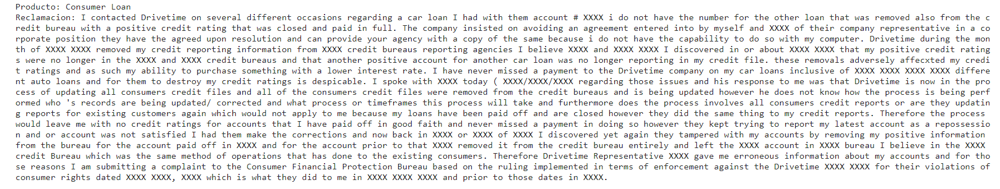 Producto: Consumer Loan
Reclamacion: I contacted Drivetime on several different occasions regarding a car loan I had with them account # XXXX i do not have the number for the other loan that was removed also from the c
redit bureau with a positive credit rating that was closed and paid in full. The company insisted on avoiding an agreement entered into by myself and XXXX of their company representative in a co
rporate position they have the agreed upon resolution and can provide your agency with a copy of the same because i do not have the capability to do so with my computer. Drivetime during the mon
th of XXXX XXXX removed my credit reporting information from XXXX credit bureaus reporting agencies I believe XXXX and XXXX XXXX I discovered in or about XXXX XXXX that my positive credit rating
s were no longer in the XXXX and XXXX credit bureaus and that another positive account for another car loan was no longer reporting in my credit file. these removals adversely affecxted my credi
t ratings and as such my ability to purchase something with a lower interest rate. I have never missed a payment to the Drivetime company on my car loans inclusive of XXXX XXXX XXXX XXXX differe
nt auto loans and for them to destroy my credit ratings is despicable. I spoke with XXXX today ( XXXX/XXXX/XXXX regarding those issues and his response to me was that Drivetime is now in the pro
cess of updating all consumers credit files and all of the consumers credit files were removed from the credit bureaus and is being updated however he does not know how the process is being perf
ormed who 's records are being updated/ corrected and what process or timeframes this process will take and furthermore does the process involves all consumers credit reports or are they updatin
g reports for existing customers again which would not apply to me because my loans have been paid off and are closed however they did the same thing to my credit reports. Therefore the process
would leave me with no credit ratings for accounts that I have paid off in good faith and never missed a payment in doing so however they kept trying to report my latest account as a repossessio
n and or account was not satisfied I had them make the corrections and now back in XXXX or XXXX of XXXX I discovered yet again they tampered with my accounts by removing my positive information
from the bureau for the account paid off in XXXX and for the account prior to that XXXX removed it from the credit bureau entirely and left the XXXX account in XXXX bureau I believe in the XXXX
credit Bureau which was the same method of operations that has done to the existing consumers. Therefore Drivetime Representative XXXX gave me erroneous information about my accounts and for tho
se reasons I am submitting a complaint to the Consumer Financial Protection Bureau based on the ruling implemented in terms of enforcement against the Drivetime XXXX XXXX for their violations of
consumer rights dated XXXX XXXX, XXXX which is what they did to me in XXXX XXXX XXXX and prior to those dates in XXXX.